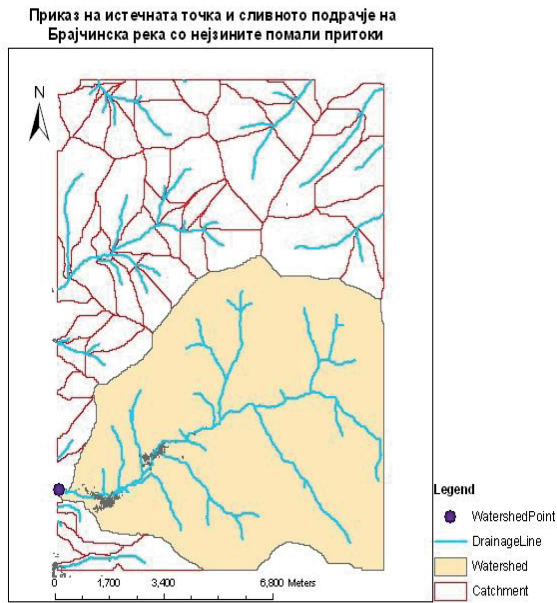 Приказ на истечната точка и сливното подрачје на
Брајчинска река со нејзините помали притоки
N
0 1,700 3,400 6,800 Meters
Legend
WatershedPoint
DrainageLine
Watershed
Catchment